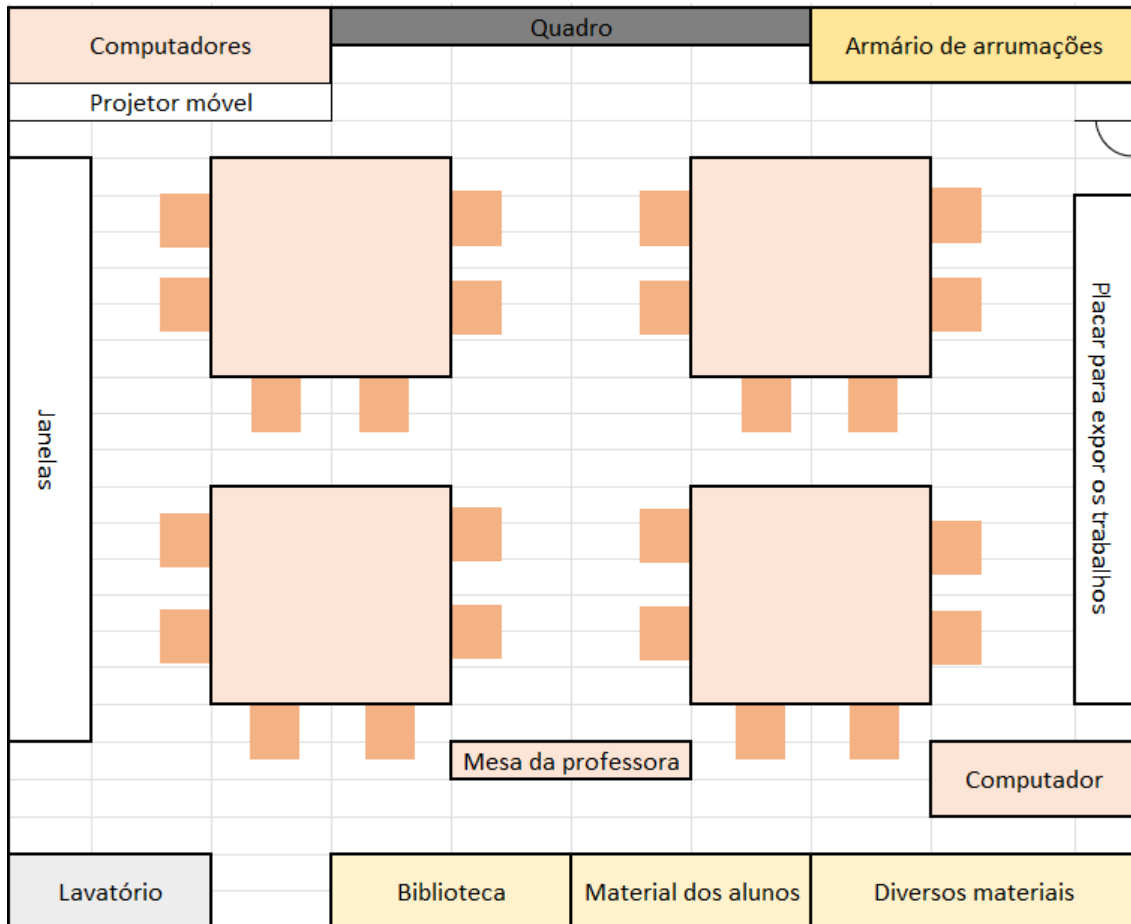 Computadores
Quadro
Armário de arrumações
Projetor móvel
Janelas
Placar para expor os trabalhos
Mesa da professora
Computador
Lavatório
Biblioteca
Material dos alunos
Diversos materiais